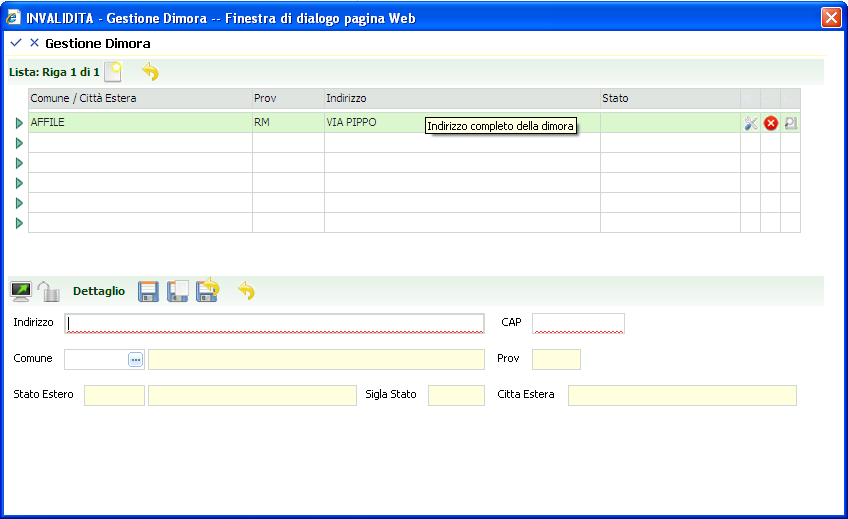 INVALIDITA - Gestione Dimora -- Finestra di dialogo pagina Web
Gestione Dimora
Lista: Riga 1 di 1
Comune / Città Estera Prov Indirizzo Stato
AFFILE RM VIA PIPPO
Indirizzo completo della dimora
Dettaglio
Indirizzo CAP
Comune ... Prov
Stato Estero Sigla Stato Citta Estera